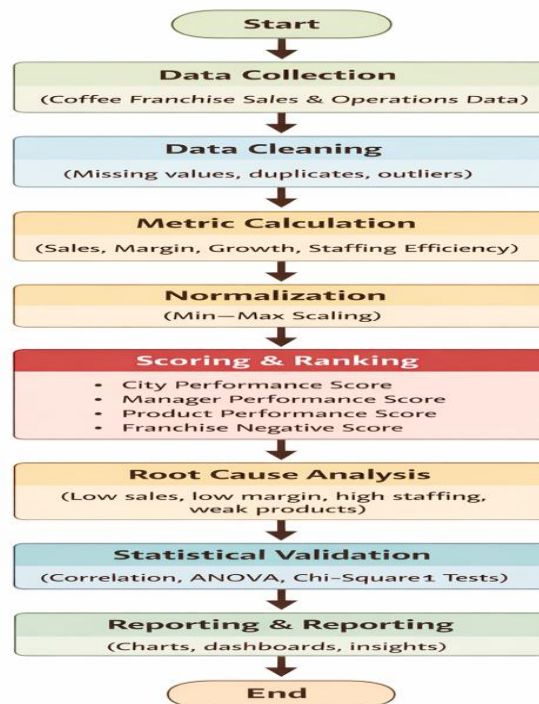 Start
Data Collection
(Coffee Franchise Sales & Operations Data)
Data Cleaning
(Missing values, duplicates, outliers)
Metric Calculation
(Sales, Margin, Growth, Staffing Efficiency)
Normalization
(Min—Max Scaling)
Scoring & Ranking
• City Performance Score
• Manager Performance Score
• Product Performance Score
• Franchise Negative Score
Root Cause Analysis
(Low sales, low margin, high staffing,
weak products)
Statistical Validation
(Correlation, ANOVA, Chi-Square1 Tests)
Reporting & Reporting
(Charts, dashboards, insights)
End